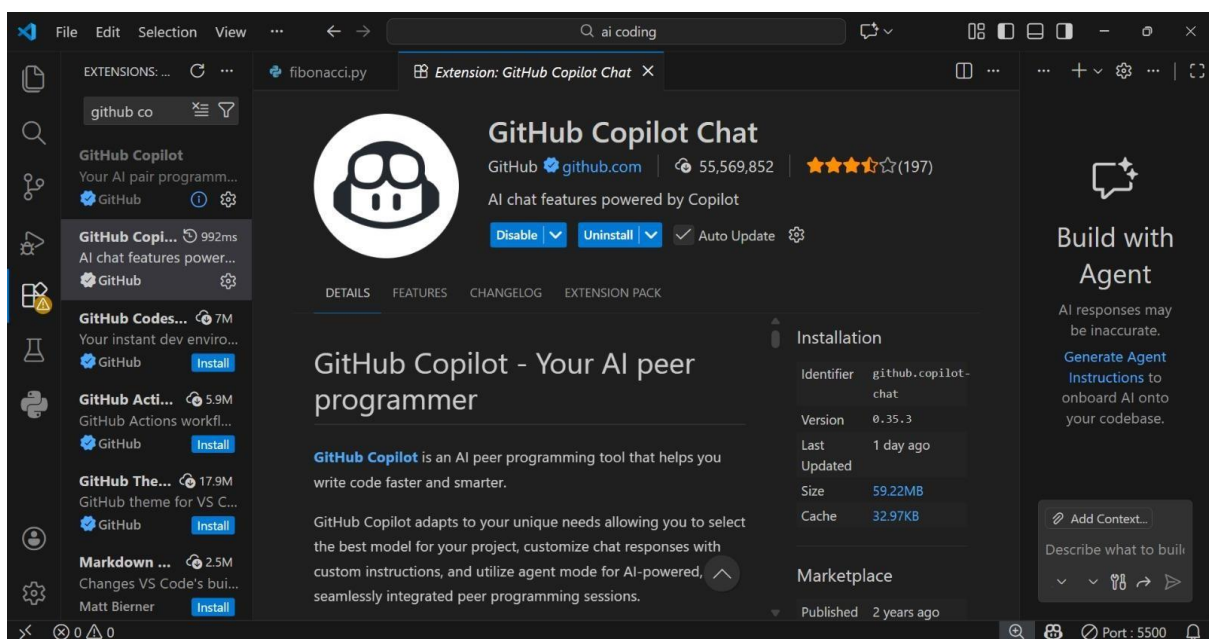 File Edit Selection View ...
ai coding
EXTENSIONS: ... ...
github co
GitHub Copilot
Your AI pair programm...
GitHub
GitHub Copi... 992ms
AI chat features power...
GitHub
GitHub Codes... 7M
Your instant dev enviro...
GitHub Install
GitHub Acti... 5.9M
GitHub Actions workfl...
GitHub Install
GitHub The... 17.9M
GitHub theme for VS C...
GitHub Install
Markdown ... 2.5M
Changes VS Code's bui...
Matt Bierner Install
fibonacci.py Extension: GitHub Copilot Chat ...
GitHub Copilot Chat
GitHub github.com 55,569,852 (197)
AI chat features powered by Copilot
Disable Uninstall Auto Update
DETAILS FEATURES CHANGELOG EXTENSION PACK
GitHub Copilot - Your AI peer
programmer
GitHub Copilot is an AI peer programming tool that helps you
write code faster and smarter.
GitHub Copilot adapts to your unique needs allowing you to select
the best model for your project, customize chat responses with
custom instructions, and utilize agent mode for AI-powered,
seamlessly integrated peer programming sessions.
Installation
Identifier github.copilot-
chat
Version 0.35.3
Last 1 day ago
Updated
Size 59.22MB
Cache 32.97KB
Marketplace
Published 2 years ago
... ...
Build with
Agent
AI responses may
be inaccurate.
Generate Agent
Instructions to
onboard AI onto
your codebase.
Add Context...
Describe what to buil
0 0 Port : 5500